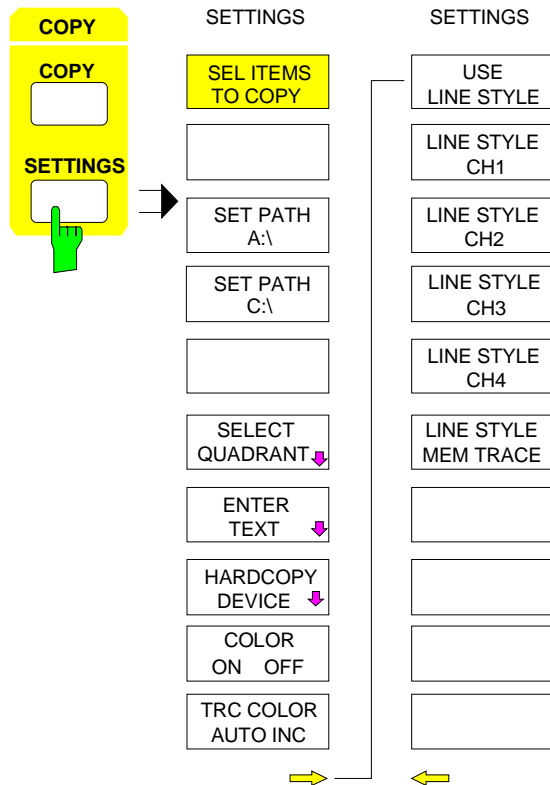 COPY
COPY
SETTINGS
SETTINGS
SEL ITEMS
TO COPY
SET PATH
A:\
SET PATH
C:\
SELECT
QUADRANT
ENTER
TEXT
HARDCOPY
DEVICE
COLOR
ON OFF
TRC COLOR
AUTO INC
SETTINGS
USE
LINE STYLE
LINE STYLE
CH1
LINE STYLE
CH2
LINE STYLE
CH3
LINE STYLE
CH4
LINE STYLE
MEM TRACE